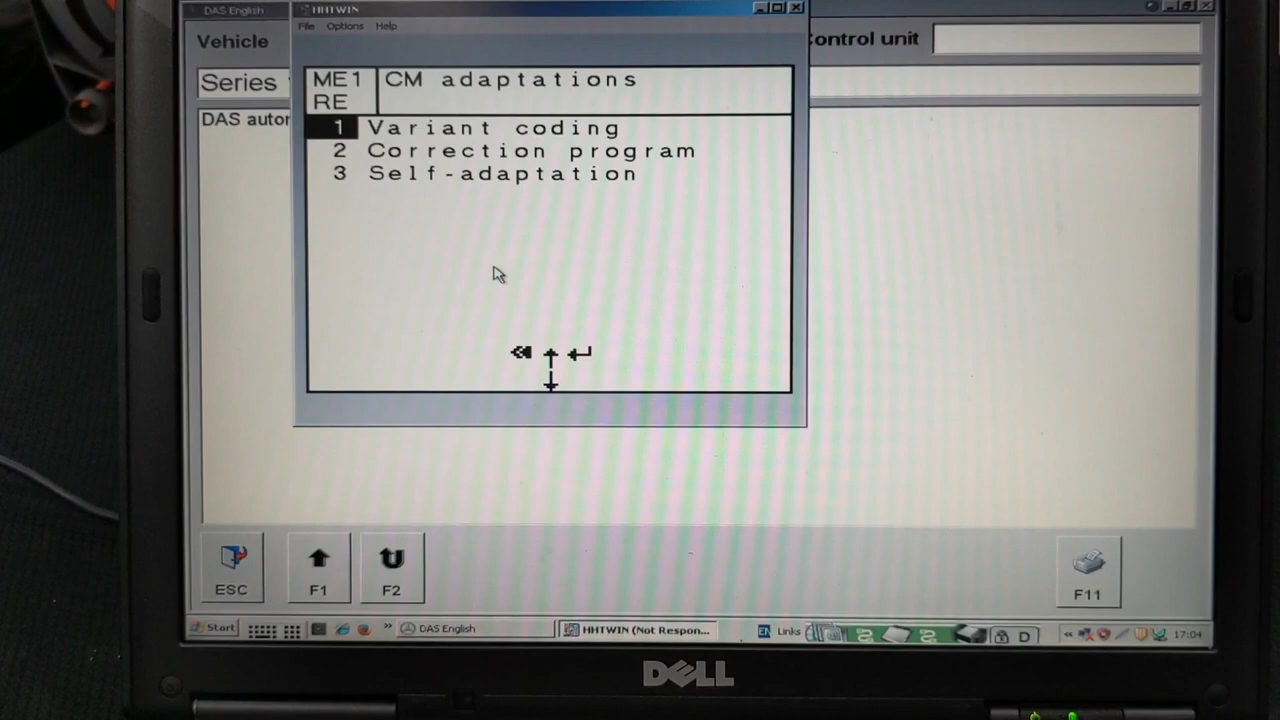 DAS English
HHTWIN
File Options Help
Vehicle
ontrol unit
Series
ME1 CM adaptations
RE
DAS autor
1 Variant coding
2 Correction program
3 Self-adaptation
ESC
F1
F2
F11
Start
DAS English
HHTWIN (Not Respon...
EN
Links
D
17:04
DELL